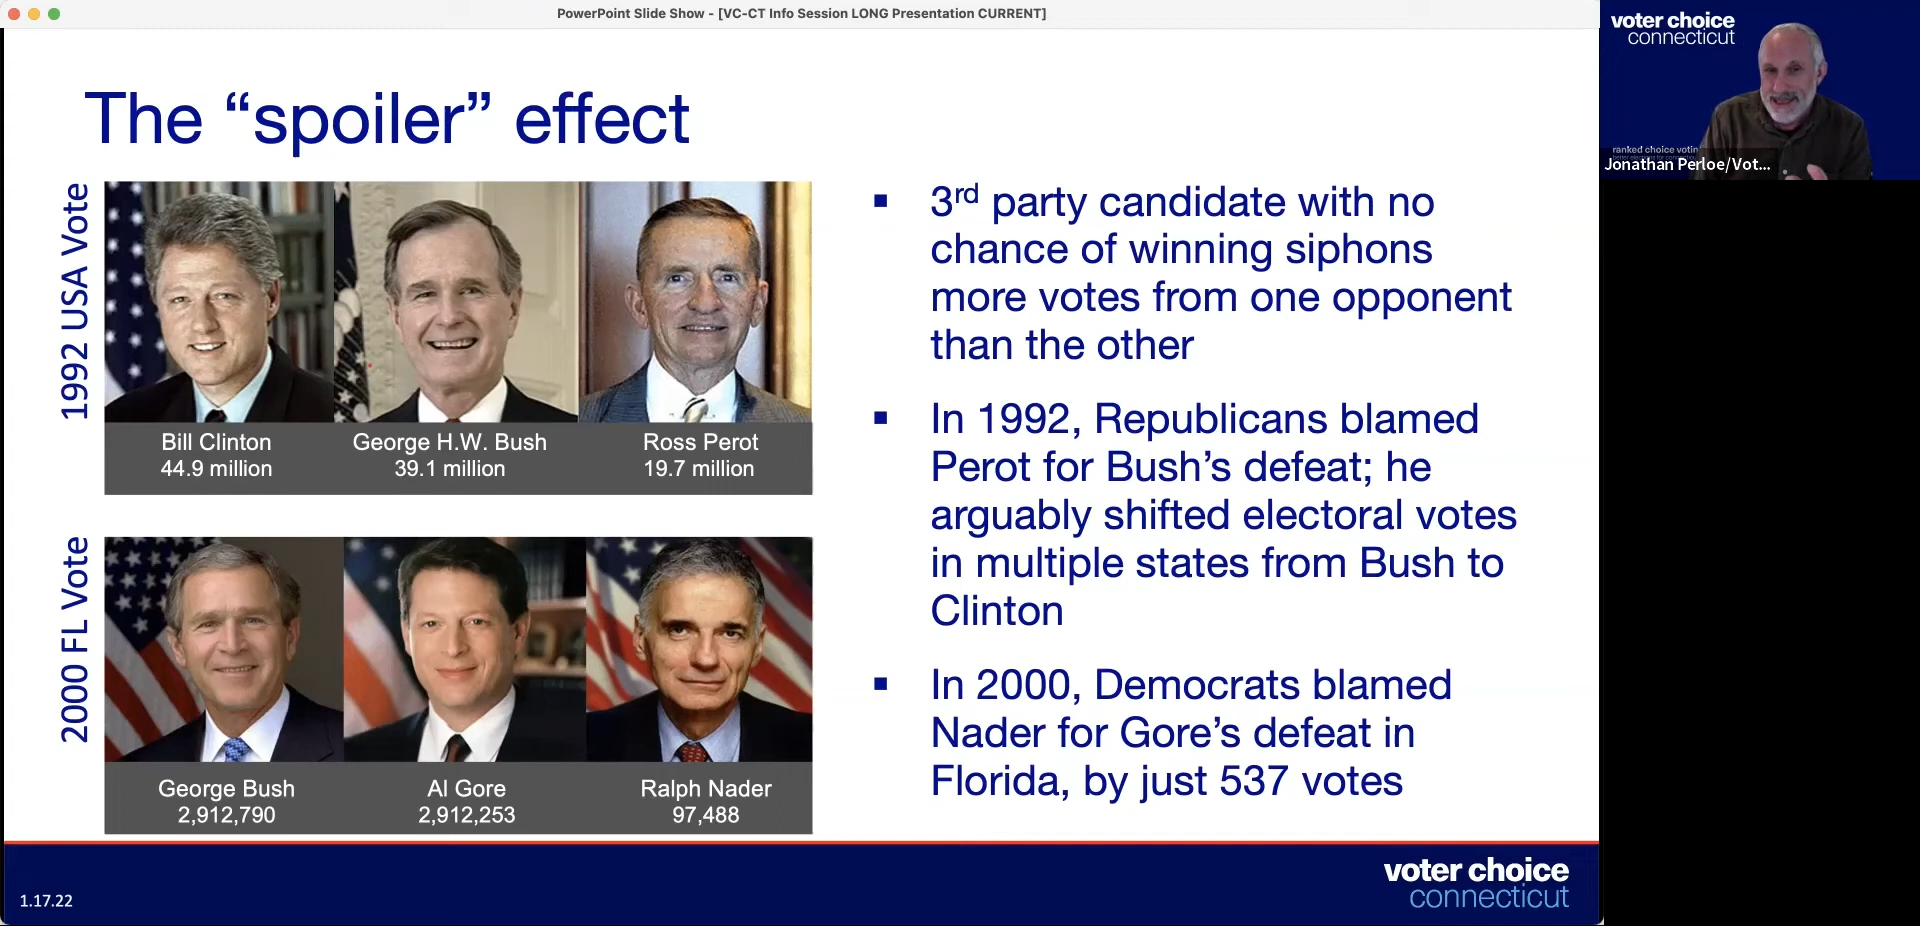 PowerPoint Slide Show - [VC-CT Info Session LONG Presentation CURRENT]
voter choice
connecticut
ranked choice votin
Jonathan Perloe/Vot...
The “spoiler” effect
1992 USA Vote
Bill Clinton
44.9 million
George H.W. Bush
39.1 million
Ross Perot
19.7 million
2000 FL Vote
George Bush
2,912,790
Al Gore
2,912,253
Ralph Nader
97,488
▪ 3rd party candidate with no
chance of winning siphons
more votes from one opponent
than the other
▪ In 1992, Republicans blamed
Perot for Bush’s defeat; he
arguably shifted electoral votes
in multiple states from Bush to
Clinton
▪ In 2000, Democrats blamed
Nader for Gore’s defeat in
Florida, by just 537 votes
1.17.22
voter choice
connecticut